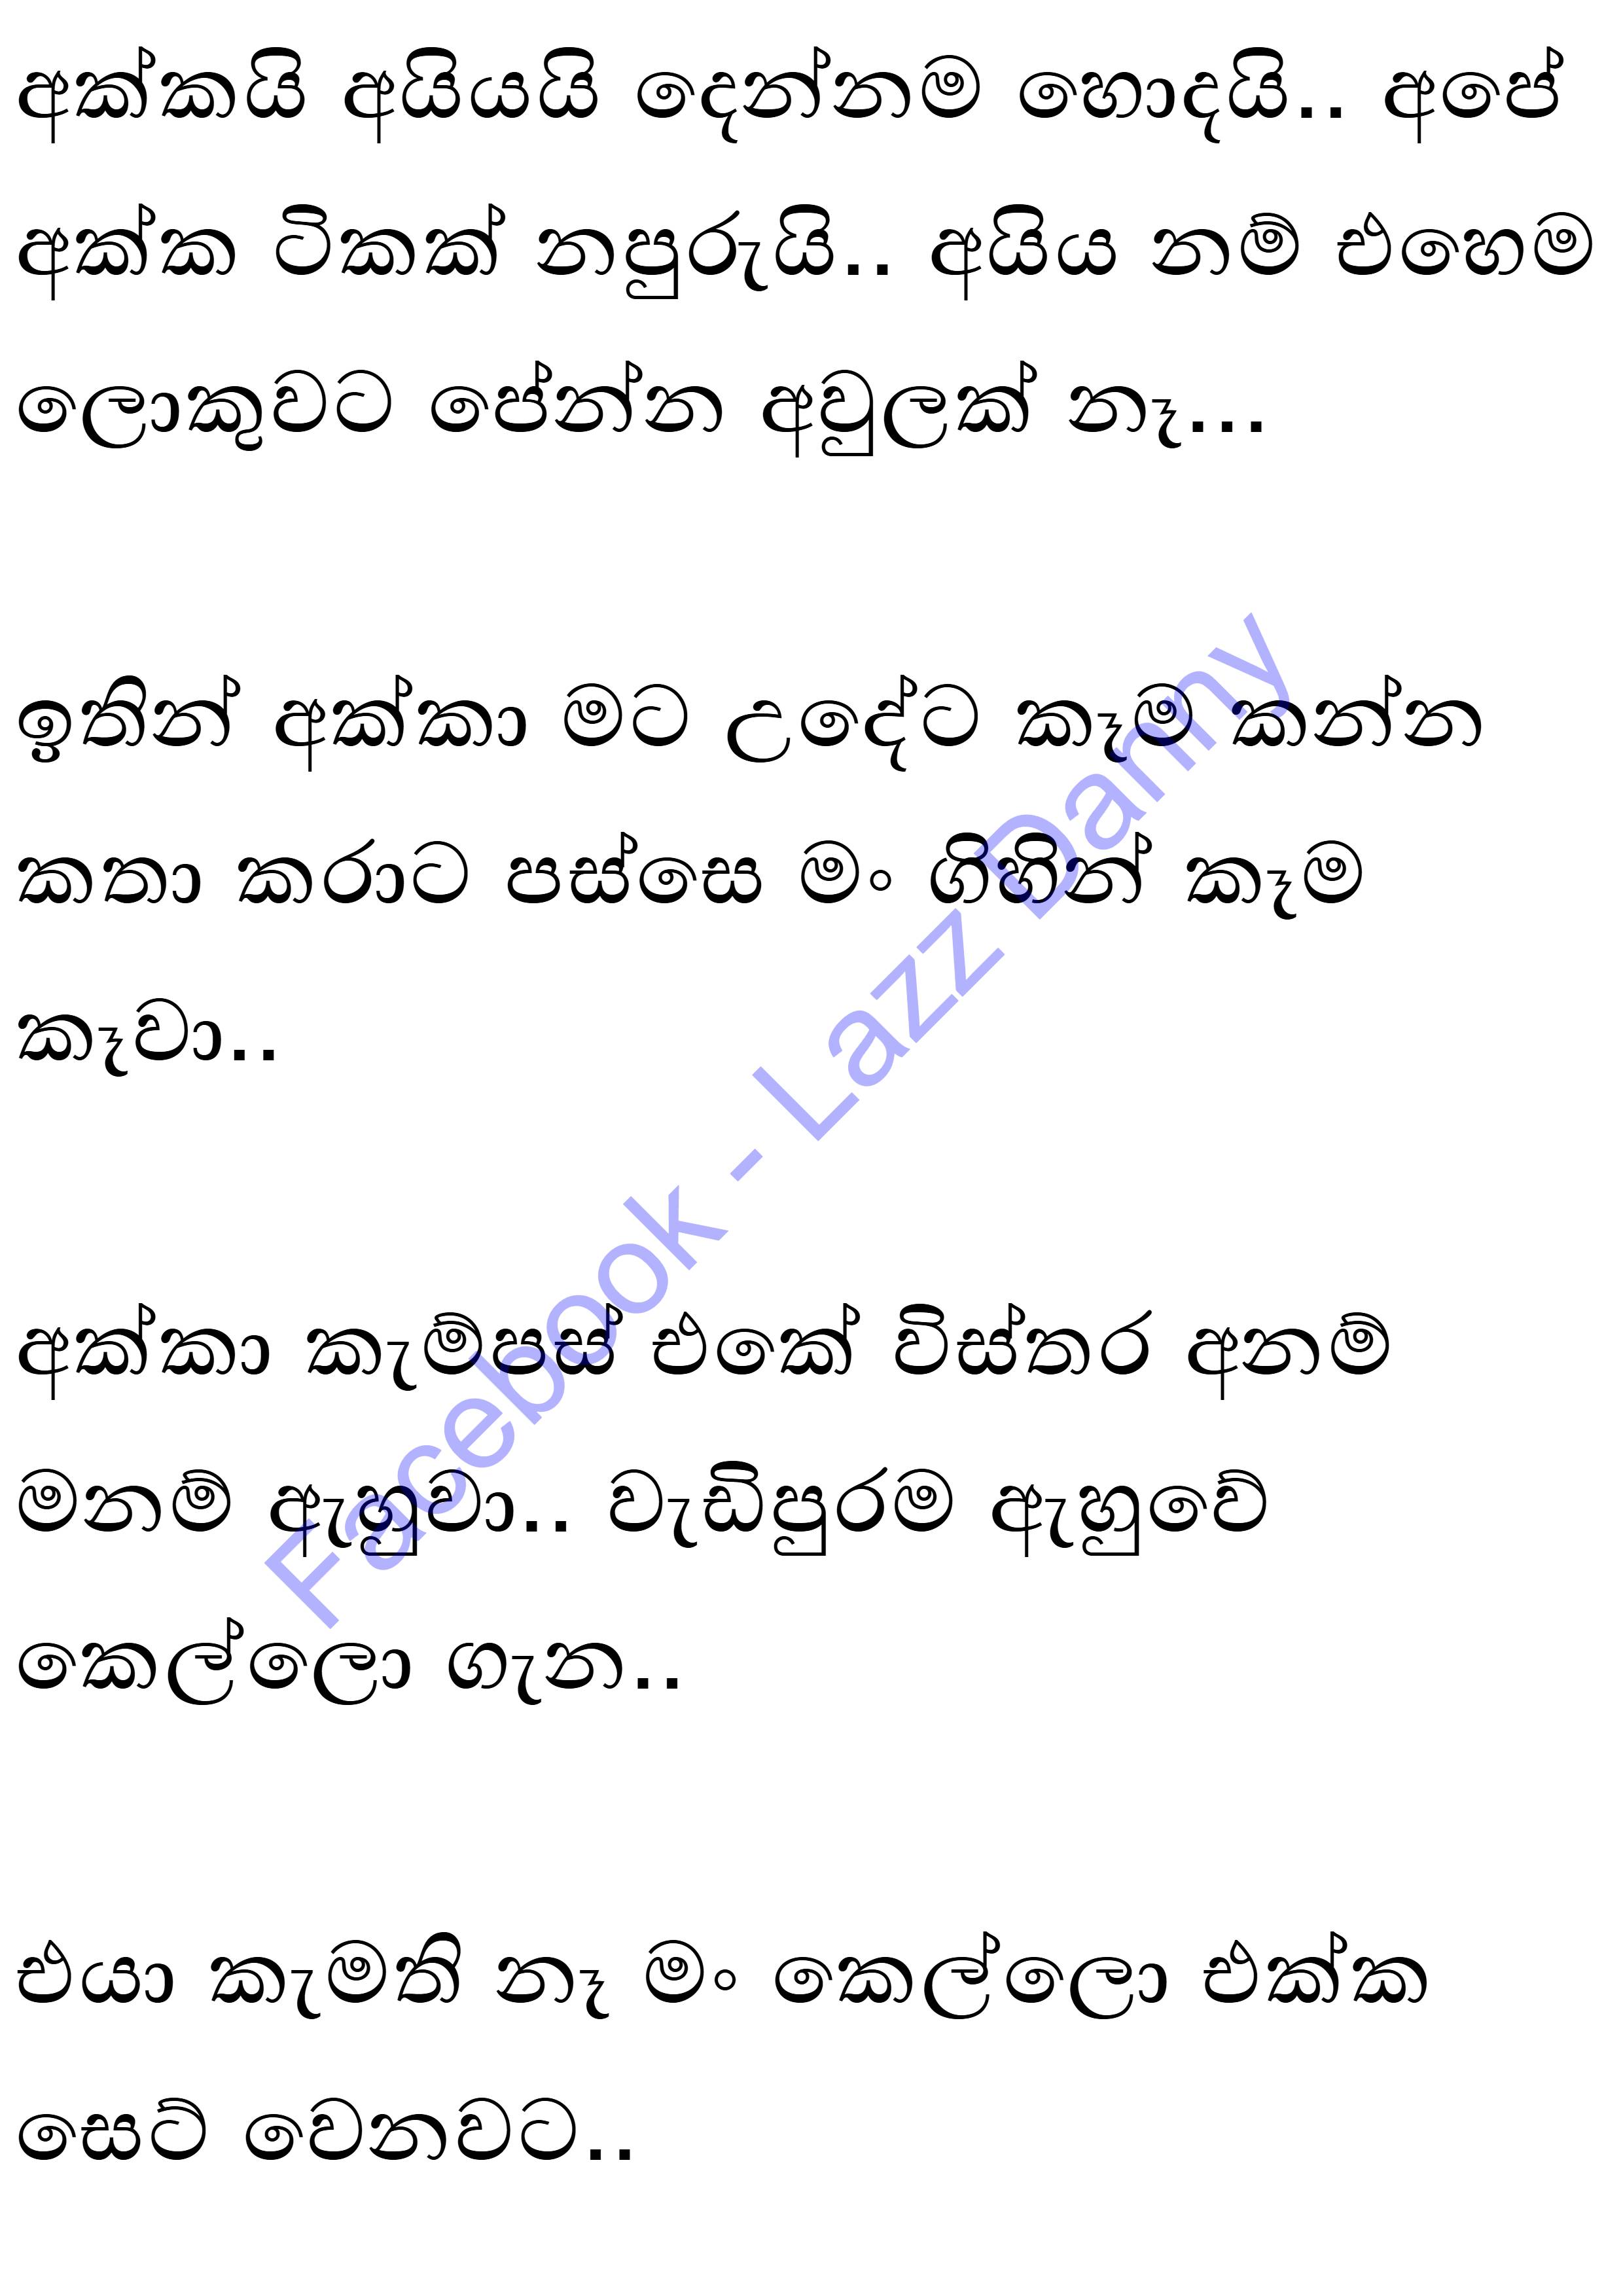 අක්කයි අයියයි දෙන්නම හොදයි.. අපේ
අක්ක ටිකක් නපුරුයි.. අයිය නම් එහෙම
ලොකුවට පේන්න අවුලක් නෑ...
ඉතින් අක්කා මට උදේට කෑම කන්න
කතා කරාට පස්සෙ මං ගිහින් කෑම
කෑවා..
අක්කා කැම්පස් එකේ විස්තර අනම්
මනම් ඇහුවා.. වැඩිපුරම ඇහුවේ
කෙල්ලො ගැන..
එයා කැමති නෑ මං කෙල්ලො එක්ක
සෙට් වෙනවට..
Facebook - Lazz Danny